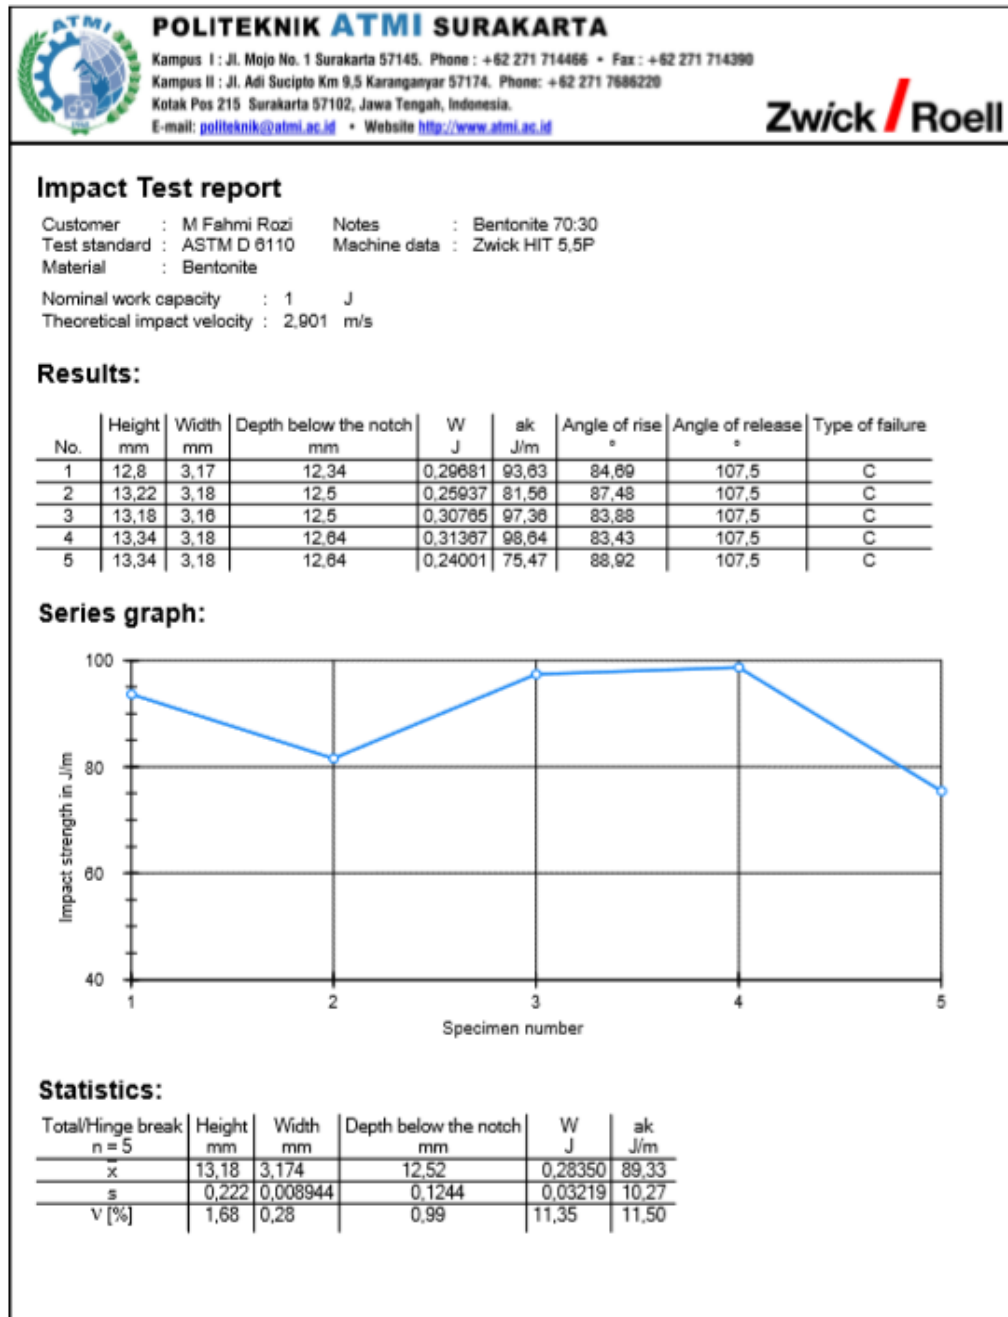 ATMI
POLITEKNIK ATMI SURAKARTA
Kampus I : Jl. Mojo No. 1 Surakarta 57145. Phone : +62 271 714466 • Fax : +62 271 714390
Kampus II : Jl. Adi Sucipto Km 9,5 Karanganyar 57174. Phone: +62 271 7686220
Kotak Pos 215 Surakarta 57102, Jawa Tengah, Indonesia.
E-mail: politeknik@atmi.ac.id • Website http://www.atmi.ac.id
Zwick / Roell
Impact Test report
Customer : M Fahmi Rozi Notes : Bentonite 70:30
Test standard : ASTM D 6110 Machine data : Zwick HIT 5,5P
Material : Bentonite
Nominal work capacity : 1 J
Theoretical impact velocity : 2,901 m/s
Results:
Height Width Depth below the notch W ak Angle of rise Angle of release Type of failure
No. mm mm mm J J/m ° °
1 12,8 3,17 12,34 0,29681 93,63 84,69 107,5 C
2 13,22 3,18 12,5 0,25937 81,56 87,48 107,5 C
3 13,18 3,16 12,5 0,30765 97,36 83,88 107,5 C
4 13,34 3,18 12,64 0,31367 98,64 83,43 107,5 C
5 13,34 3,18 12,64 0,24001 75,47 88,92 107,5 C
Series graph:
100
80
60
40
Impact strength in J/m
1 2 3 4 5
Specimen number
Statistics:
Total/Hinge break Height Width Depth below the notch W ak
n = 5 mm mm mm J J/m
x̄ 13,18 3,174 12,52 0,28350 89,33
s 0,222 0,008944 0,1244 0,03219 10,27
ν [%] 1,68 0,28 0,99 11,35 11,50